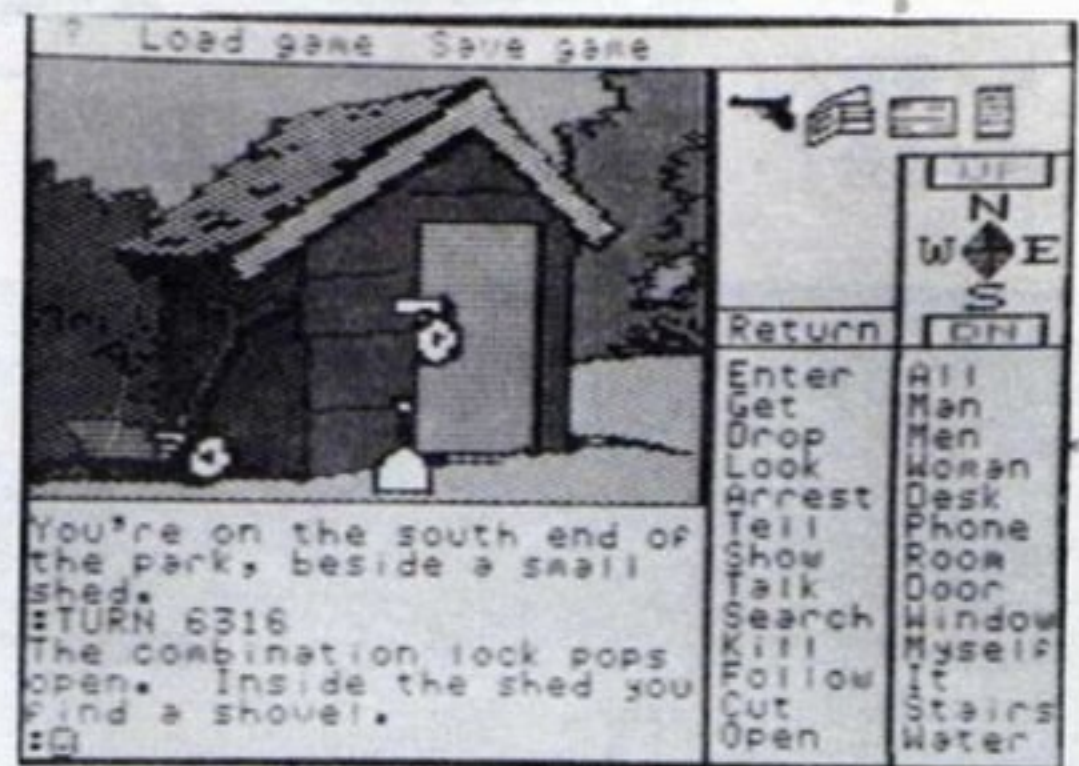 ? Load game Save game
UP
N
W E
S
DN
Return
Enter
Get
Drop
Look
Arrest
Tell
Show
Talk
Search
Kill
Follow
Cut
Open
All
Man
Men
Woman
Desk
Phone
Room
Door
Window
Myself
It
Stairs
Water
You're on the south end of
the park, beside a small
shed.
:TURN 6316
The combination lock pops
open. Inside the shed you
find a shovel.
: